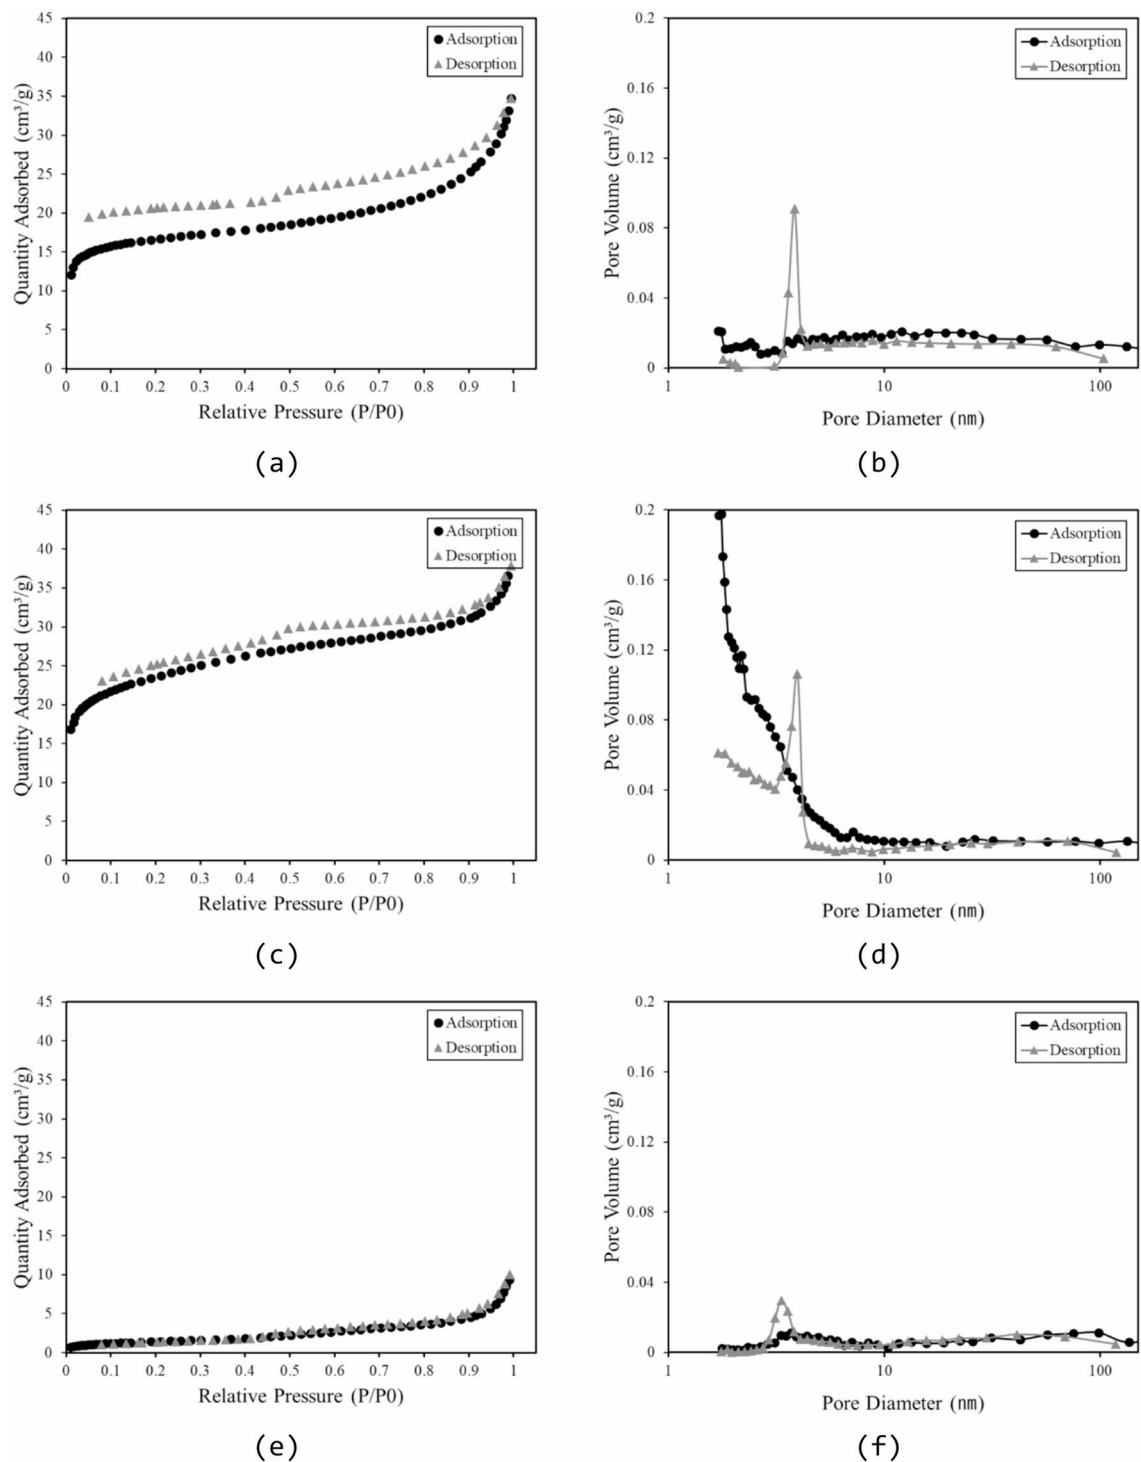 45
40
35
30
25
20
15
10
5
0
Quantity Adsorbed (cm³/g)
Adsorption
Desorption
0 0.1 0.2 0.3 0.4 0.5 0.6 0.7 0.8 0.9 1
Relative Pressure (P/P0)
(a)
0.2
0.16
0.12
0.08
0.04
0
Pore Volume (cm³/g)
Adsorption
Desorption
1 10 100
Pore Diameter (nm)
(b)
45
40
35
30
25
20
15
10
5
0
Quantity Adsorbed (cm³/g)
Adsorption
Desorption
0 0.1 0.2 0.3 0.4 0.5 0.6 0.7 0.8 0.9 1
Relative Pressure (P/P0)
(c)
0.2
0.16
0.12
0.08
0.04
0
Pore Volume (cm³/g)
Adsorption
Desorption
1 10 100
Pore Diameter (nm)
(d)
45
40
35
30
25
20
15
10
5
0
Quantity Adsorbed (cm³/g)
Adsorption
Desorption
0 0.1 0.2 0.3 0.4 0.5 0.6 0.7 0.8 0.9 1
Relative Pressure (P/P0)
(e)
0.2
0.16
0.12
0.08
0.04
0
Pore Volume (cm³/g)
Adsorption
Desorption
1 10 100
Pore Diameter (nm)
(f)